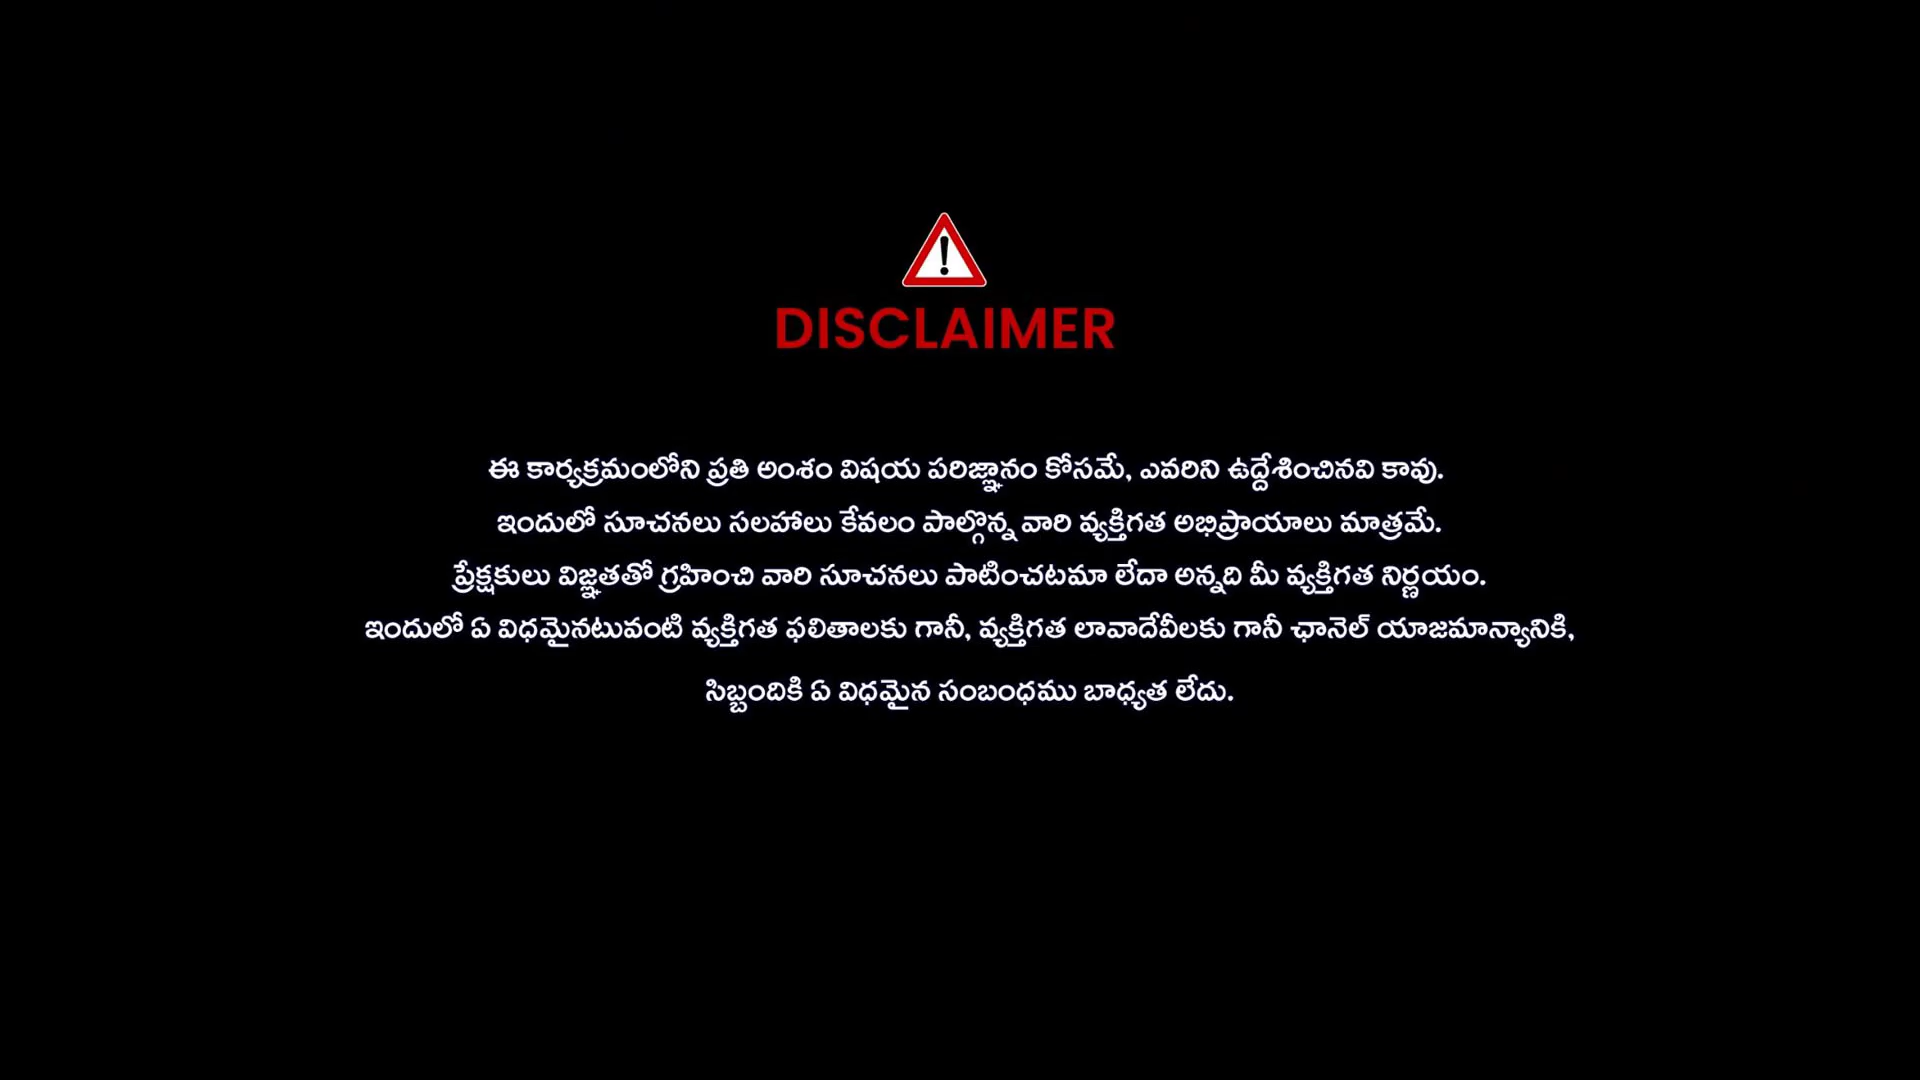 DISCLAIMER
ఈ కార్యక్రమంలోని ప్రతి అంశం విషయ పరిజ్ఞానం కోసమే, ఎవరిని ఉద్దేశించినవి కావు.
ఇందులో సూచనలు సలహాలు కేవలం పాల్గొన్న వారి వ్యక్తిగత అభిప్రాయాలు మాత్రమే.
ప్రేక్షకులు విజ్ఞతతో గ్రహించి వారి సూచనలు పాటించటమా లేదా అన్నది మీ వ్యక్తిగత నిర్ణయం.
ఇందులో ఏ విధమైనటువంటి వ్యక్తిగత ఫలితాలకు గానీ, వ్యక్తిగత లావాదేవీలకు గానీ ఛానెల్ యాజమాన్యానికి,
సిబ్బందికి ఏ విధమైన సంబంధము బాధ్యత లేదు.